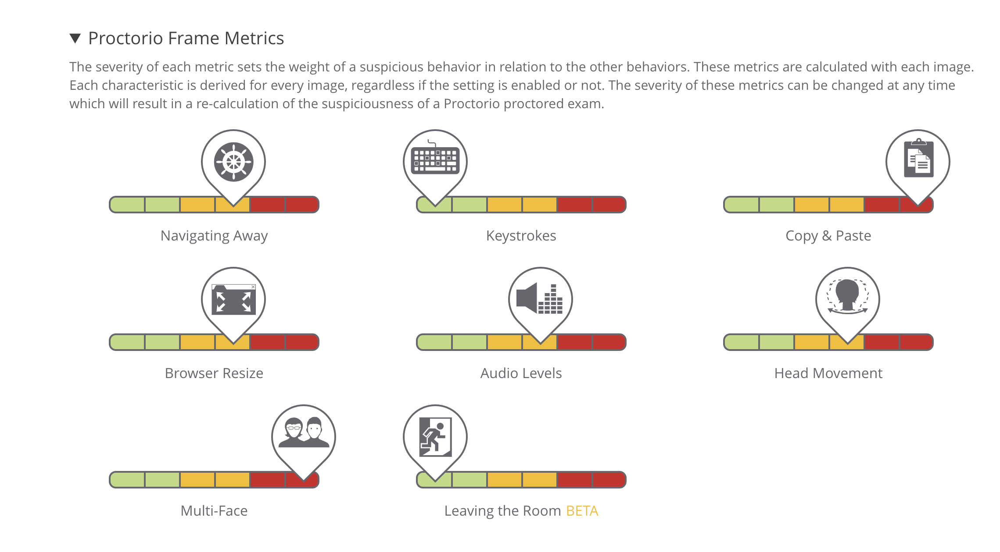 Proctorio Frame Metrics
The severity of each metric sets the weight of a suspicious behavior in relation to the other behaviors. These metrics are calculated with each image.
Each characteristic is derived for every image, regardless if the setting is enabled or not. The severity of these metrics can be changed at any time
which will result in a re-calculation of the suspiciousness of a Proctorio proctored exam.
Navigating Away
Keystrokes
Copy & Paste
Browser Resize
Audio Levels
Head Movement
Multi-Face
Leaving the Room BETA